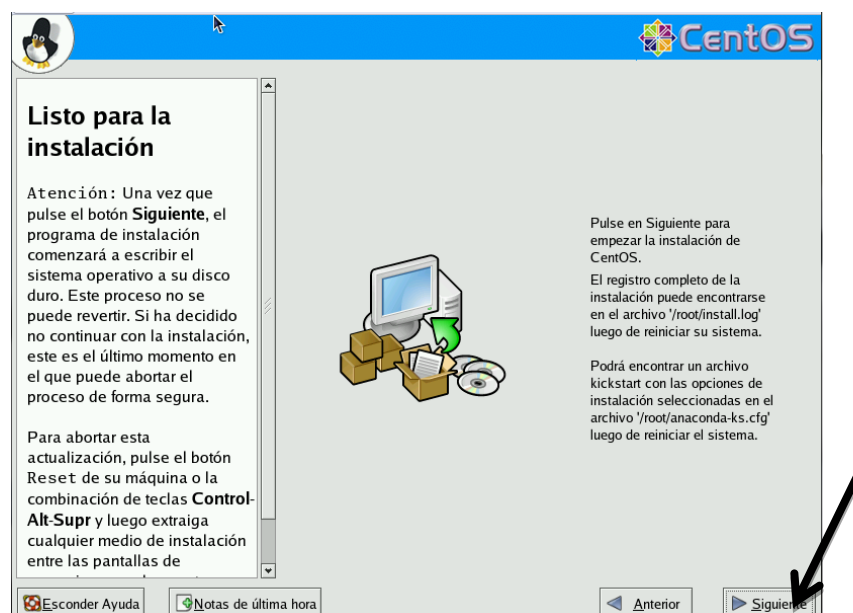 CentOS
Listo para la
instalación
Atención: Una vez que
pulse el botón Siguiente, el
programa de instalación
comenzará a escribir el
sistema operativo a su disco
duro. Este proceso no se
puede revertir. Si ha decidido
no continuar con la instalación,
este es el último momento en
el que puede abortar el
proceso de forma segura.
Para abortar esta
actualización, pulse el botón
Reset de su máquina o la
combinación de teclas Control-
Alt-Supr y luego extraiga
cualquier medio de instalación
entre las pantallas de
Pulse en Siguiente para
empezar la instalación de
CentOS.
El registro completo de la
instalación puede encontrarse
en el archivo '/root/install.log'
luego de reiniciar su sistema.
Podrá encontrar un archivo
kickstart con las opciones de
instalación seleccionadas en el
archivo '/root/anaconda-ks.cfg'
luego de reiniciar el sistema.
Esconder Ayuda
Notas de última hora
Anterior
Siguiente